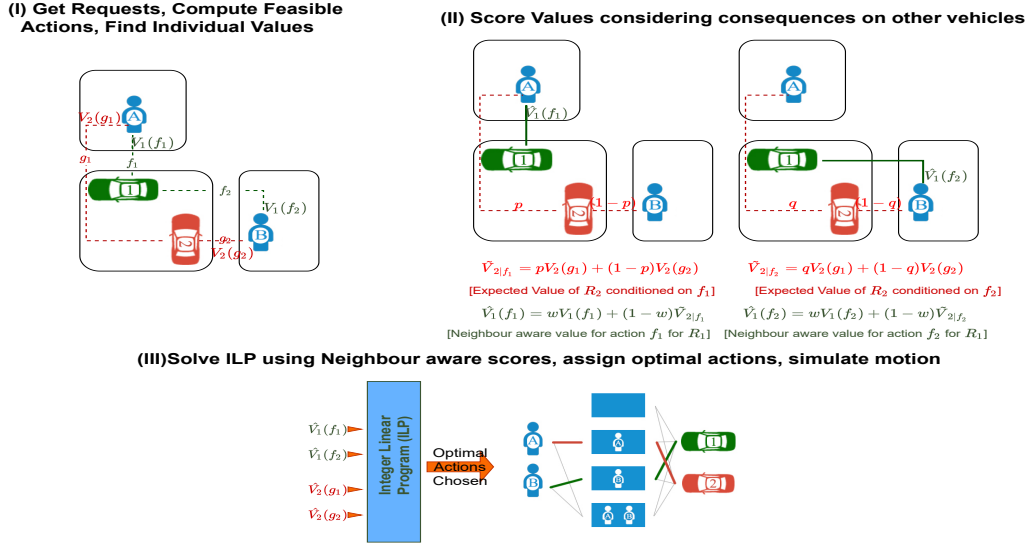 (I) Get Requests, Compute Feasible
Actions, Find Individual Values
A
V_2(g_1)
V_1(f_1)
g_1
f_1
1
f_2
V_1(f_2)
2
g_2
V_2(g_2)
B
(II) Score Values considering consequences on other vehicles
A
V̂_1(f_1)
1
p
2
(1 − p)
B
Ṽ_{2|f_1} = pV_2(g_1) + (1 − p)V_2(g_2)
[Expected Value of R_2 conditioned on f_1]
V̂_1(f_1) = wV_1(f_1) + (1 − w)Ṽ_{2|f_1}
[Neighbour aware value for action f_1 for R_1]
A
1
V̂_1(f_2)
q
2
(1 − q)
B
Ṽ_{2|f_2} = qV_2(g_1) + (1 − q)V_2(g_2)
[Expected Value of R_2 conditioned on f_2]
V̂_1(f_2) = wV_1(f_2) + (1 − w)Ṽ_{2|f_2}
[Neighbour aware value for action f_2 for R_1]
(III)Solve ILP using Neighbour aware scores, assign optimal actions, simulate motion
V̂_1(f_1)
V̂_1(f_2)
V̂_2(g_1)
V̂_2(g_2)
Integer Linear
Program (ILP)
Optimal
Actions
Chosen
A
B
A
B
A B
1
2